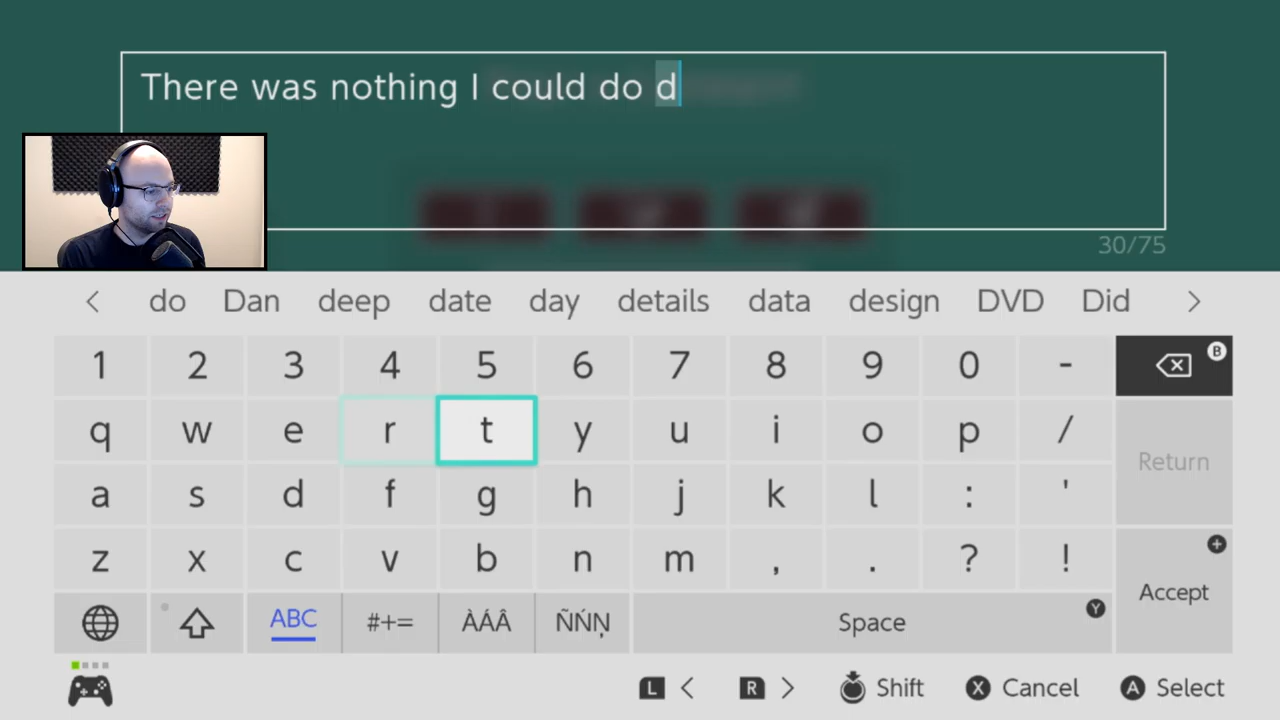 There was nothing I could do d
30/75
< do Dan deep date day details data design DVD Did >
1 2 3 4 5 6 7 8 9 0 - B
q w e r t y u i o p / Return
a s d f g h j k l : '
z x c v b n m , . ? ! + Accept
ABC #+= ÀÁÂ ÑŃŅ Space Y
L < R > Shift X Cancel A Select